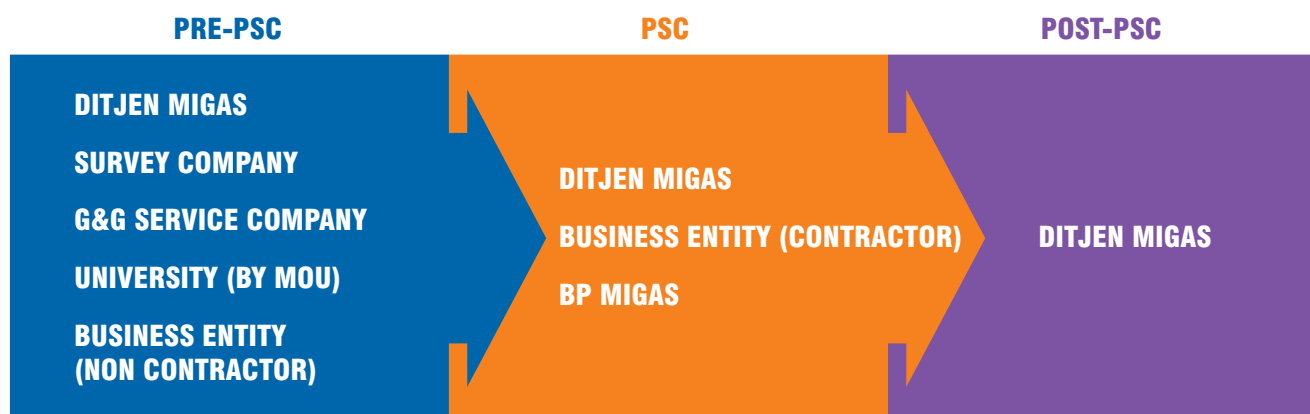 PRE-PSC
DITJEN MIGAS
SURVEY COMPANY
G&G SERVICE COMPANY
UNIVERSITY (BY MOU)
BUSINESS ENTITY
(NON CONTRACTOR)
PSC
DITJEN MIGAS
BUSINESS ENTITY (CONTRACTOR)
BP MIGAS
POST-PSC
DITJEN MIGAS